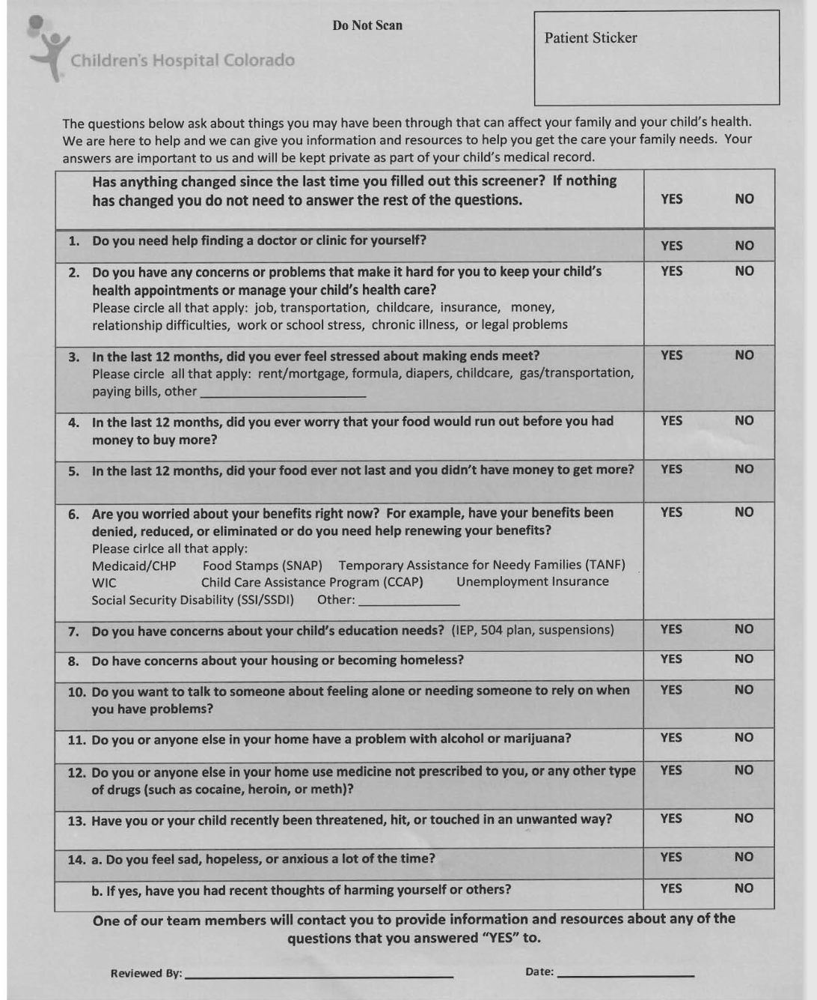 Do Not Scan
Patient Sticker
Children's Hospital Colorado
The questions below ask about things you may have been through that can affect your family and your child's health.
We are here to help and we can give you information and resources to help you get the care your family needs. Your
answers are important to us and will be kept private as part of your child's medical record.
Has anything changed since the last time you filled out this screener? If nothing
has changed you do not need to answer the rest of the questions.
YES NO
1. Do you need help finding a doctor or clinic for yourself? YES NO
2. Do you have any concerns or problems that make it hard for you to keep your child's YES NO
health appointments or manage your child's health care?
Please circle all that apply: job, transportation, childcare, insurance, money,
relationship difficulties, work or school stress, chronic illness, or legal problems
3. In the last 12 months, did you ever feel stressed about making ends meet? YES NO
Please circle all that apply: rent/mortgage, formula, diapers, childcare, gas/transportation,
paying bills, other
4. In the last 12 months, did you ever worry that your food would run out before you had YES NO
money to buy more?
5. In the last 12 months, did your food ever not last and you didn't have money to get more? YES NO
6. Are you worried about your benefits right now? For example, have your benefits been YES NO
denied, reduced, or eliminated or do you need help renewing your benefits?
Please cirlce all that apply:
Medicaid/CHP Food Stamps (SNAP) Temporary Assistance for Needy Families (TANF)
WIC Child Care Assistance Program (CCAP) Unemployment Insurance
Social Security Disability (SSI/SSDI) Other:
7. Do you have concerns about your child's education needs? (IEP, 504 plan, suspensions) YES NO
8. Do have concerns about your housing or becoming homeless? YES NO
10. Do you want to talk to someone about feeling alone or needing someone to rely on when YES NO
you have problems?
11. Do you or anyone else in your home have a problem with alcohol or marijuana? YES NO
12. Do you or anyone else in your home use medicine not prescribed to you, or any other type YES NO
of drugs (such as cocaine, heroin, or meth)?
13. Have you or your child recently been threatened, hit, or touched in an unwanted way? YES NO
14. a. Do you feel sad, hopeless, or anxious a lot of the time? YES NO
b. If yes, have you had recent thoughts of harming yourself or others? YES NO
One of our team members will contact you to provide information and resources about any of the
questions that you answered "YES" to.
Reviewed By: Date: